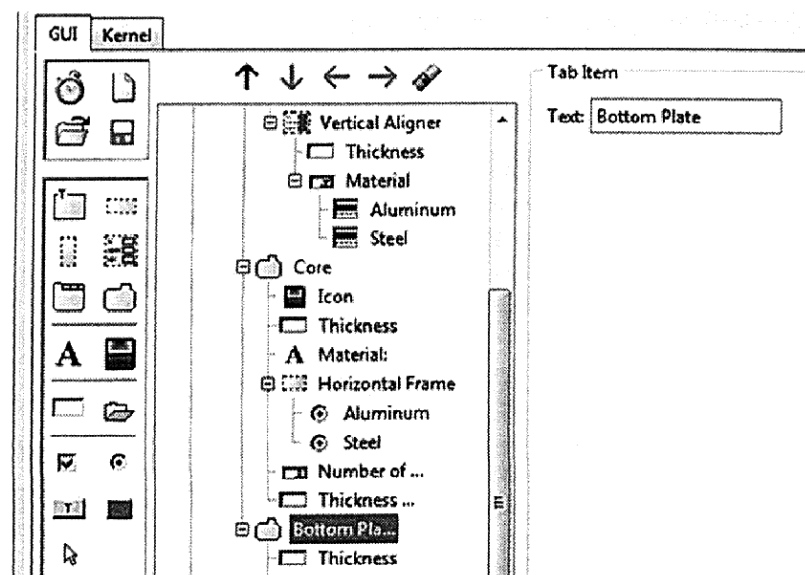 GUI Kernel
Tab Item
Text: Bottom Plate
Vertical Aligner
Thickness
Material
Aluminum
Steel
Core
Icon
Thickness
A Material:
Horizontal Frame
Aluminum
Steel
Number of ...
Thickness ...
Bottom Pla...
Thickness
T
A
T